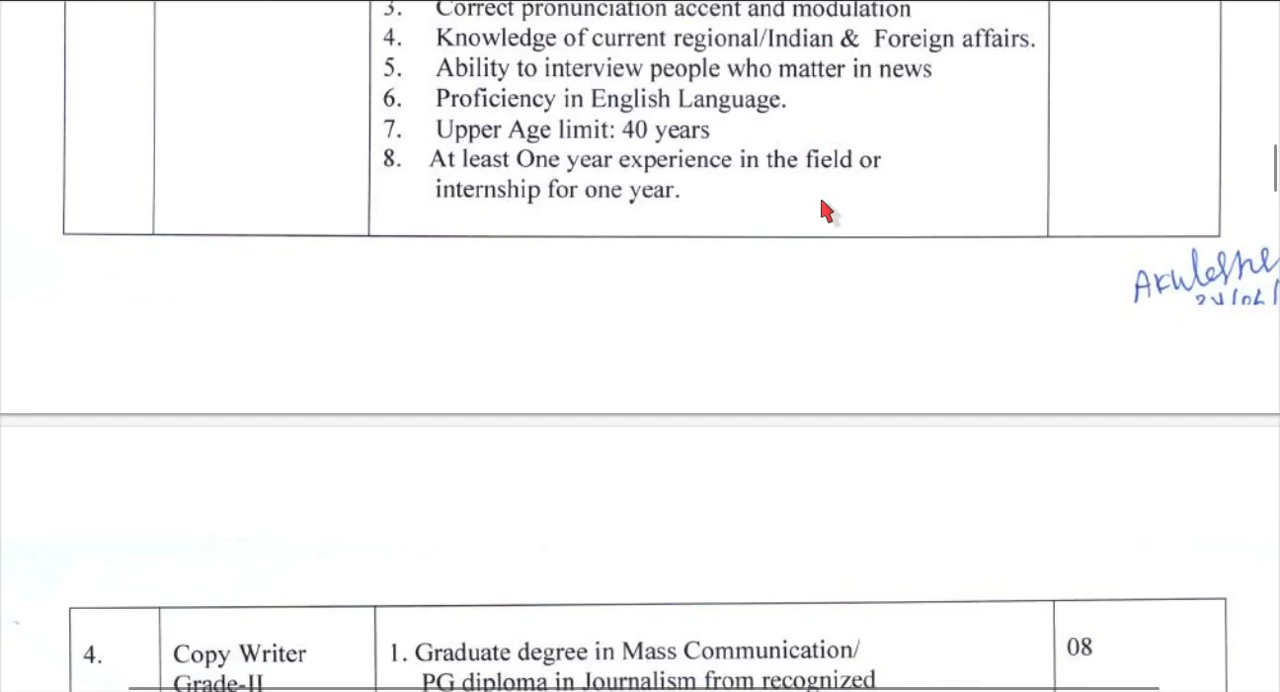 3. Correct pronunciation accent and modulation
4. Knowledge of current regional/Indian & Foreign affairs.
5. Ability to interview people who matter in news
6. Proficiency in English Language.
7. Upper Age limit: 40 years
8. At least One year experience in the field or
internship for one year.
4. Copy Writer 1. Graduate degree in Mass Communication/ 08
Grade-II PG diploma in Journalism from recognized